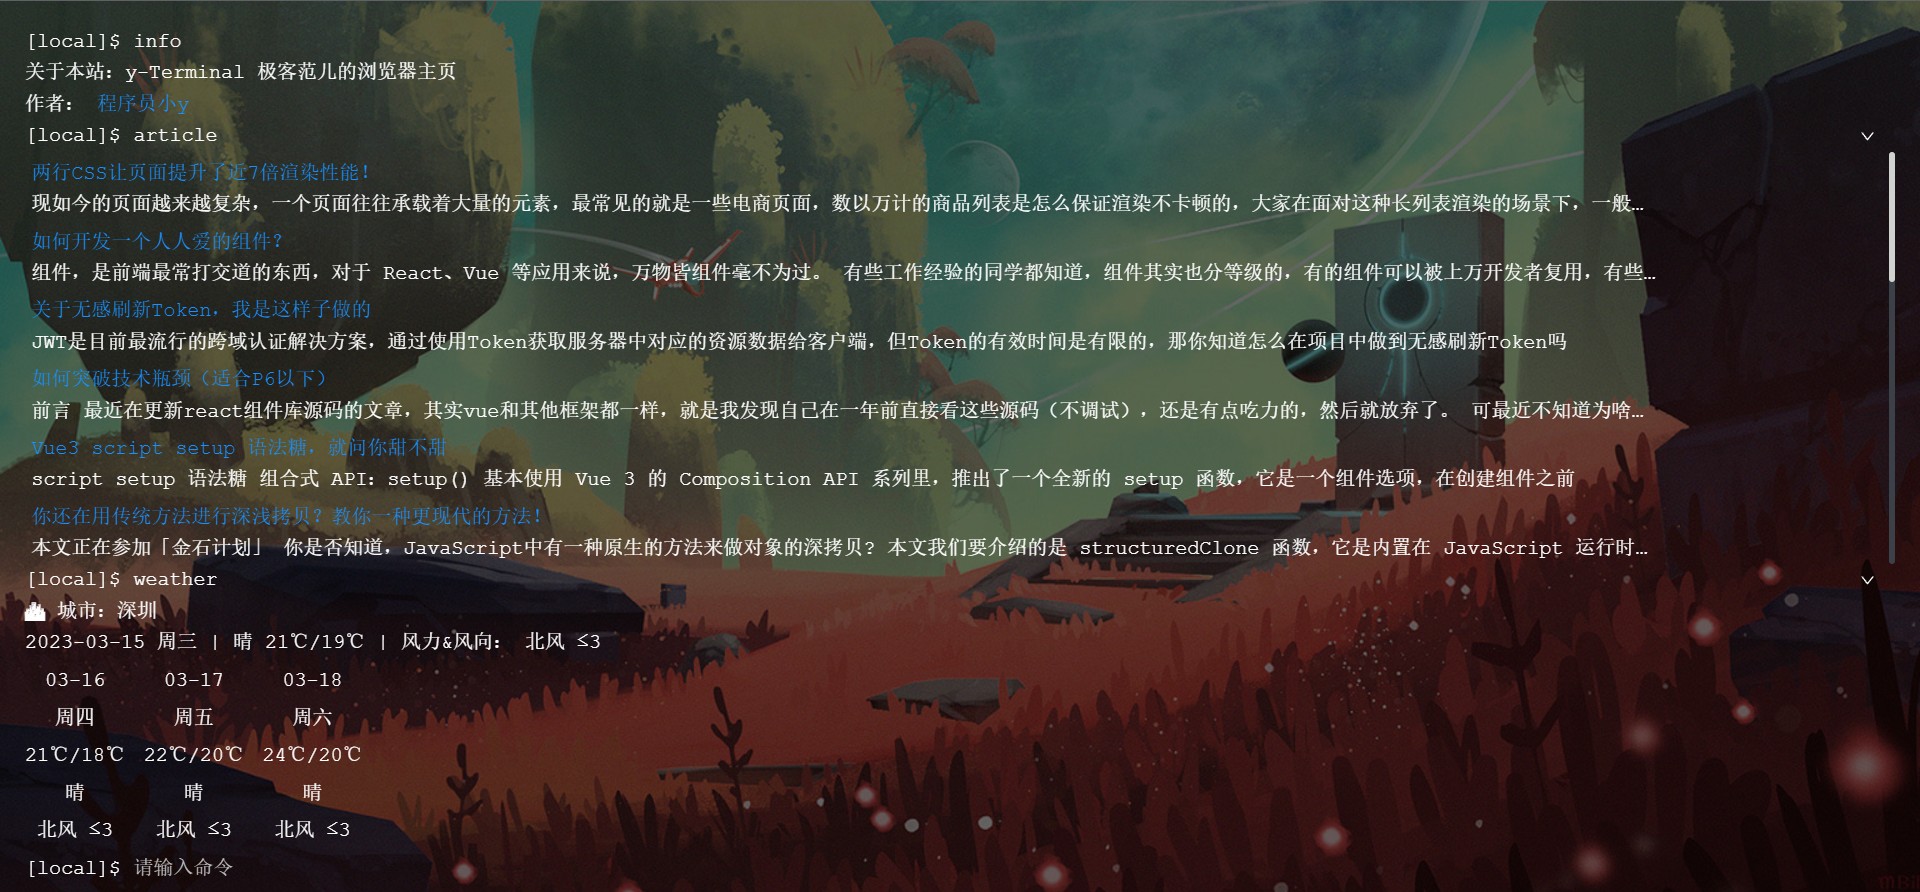 [local]$ info
关于本站：y-Terminal 极客范儿的浏览器主页
作者： 程序员小y
[local]$ article
两行CSS让页面提升了近7倍渲染性能！
现如今的页面越来越复杂，一个页面往往承载着大量的元素，最常见的就是一些电商页面，数以万计的商品列表是怎么保证渲染不卡顿的，大家在面对这种长列表渲染的场景下，一般…
如何开发一个人人爱的组件？
组件，是前端最常打交道的东西，对于 React、Vue 等应用来说，万物皆组件毫不为过。 有些工作经验的同学都知道，组件其实也分等级的，有的组件可以被上万开发者复用，有些…
关于无感刷新Token，我是这样子做的
JWT是目前最流行的跨域认证解决方案，通过使用Token获取服务器中对应的资源数据给客户端，但Token的有效时间是有限的，那你知道怎么在项目中做到无感刷新Token吗
如何突破技术瓶颈（适合P6以下）
前言 最近在更新react组件库源码的文章，其实vue和其他框架都一样，就是我发现自己在一年前直接看这些源码（不调试），还是有点吃力的，然后就放弃了。 可最近不知道为啥…
Vue3 script setup 语法糖，就问你甜不甜
script setup 语法糖 组合式 API：setup() 基本使用 Vue 3 的 Composition API 系列里，推出了一个全新的 setup 函数，它是一个组件选项，在创建组件之前
你还在用传统方法进行深浅拷贝？教你一种更现代的方法！
本文正在参加「金石计划」 你是否知道，JavaScript中有一种原生的方法来做对象的深拷贝? 本文我们要介绍的是 structuredClone 函数，它是内置在 JavaScript 运行时…
[local]$ weather
城市：深圳
2023-03-15 周三 | 晴 21℃/19℃ | 风力&风向： 北风 ≤3
03-16 03-17 03-18
周四 周五 周六
21℃/18℃ 22℃/20℃ 24℃/20℃
晴 晴 晴
北风 ≤3 北风 ≤3 北风 ≤3
[local]$ 请输入命令